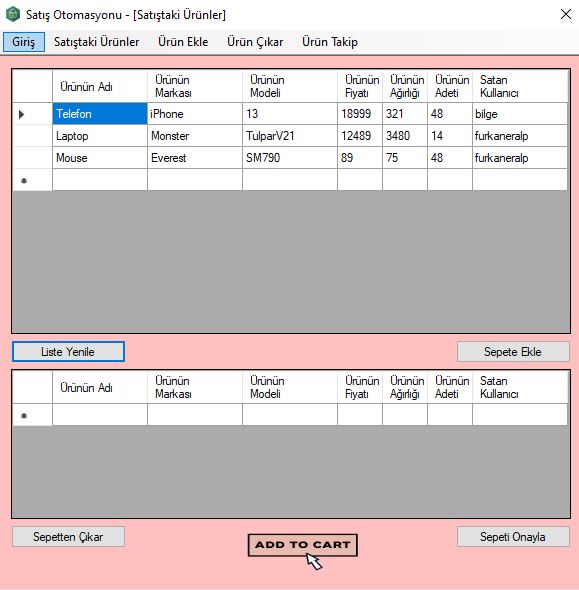 Satış Otomasyonu - [Satıştaki Ürünler]
Giriş Satıştaki Ürünler Ürün Ekle Ürün Çıkar Ürün Takip
Ürünün Adı Ürünün Markası Ürünün Modeli Ürünün Fiyatı Ürünün Ağırlığı Ürünün Adeti Satan Kullanıcı
Telefon iPhone 13 18999 321 48 bilge
Laptop Monster TulparV21 12489 3480 14 furkaneralp
Mouse Everest SM790 89 75 48 furkaneralp
Liste Yenile Sepete Ekle
Ürünün Adı Ürünün Markası Ürünün Modeli Ürünün Fiyatı Ürünün Ağırlığı Ürünün Adeti Satan Kullanıcı
Sepetten Çıkar ADD TO CART Sepeti Onayla